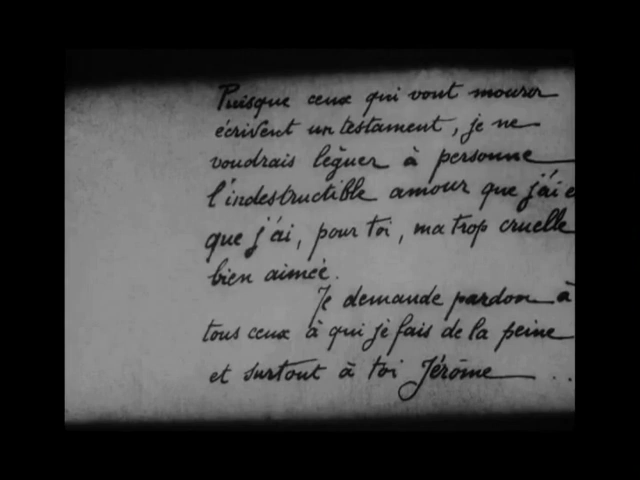 Puisque ceux qui vont mourir
écrivent un testament, je ne
voudrais léguer à personne
l'indestructible amour que j'ai e
que j'ai, pour toi, ma trop cruelle
bien aimée.
Je demande pardon à
tous ceux à qui je fais de la peine
et surtout à toi Jérôme ...